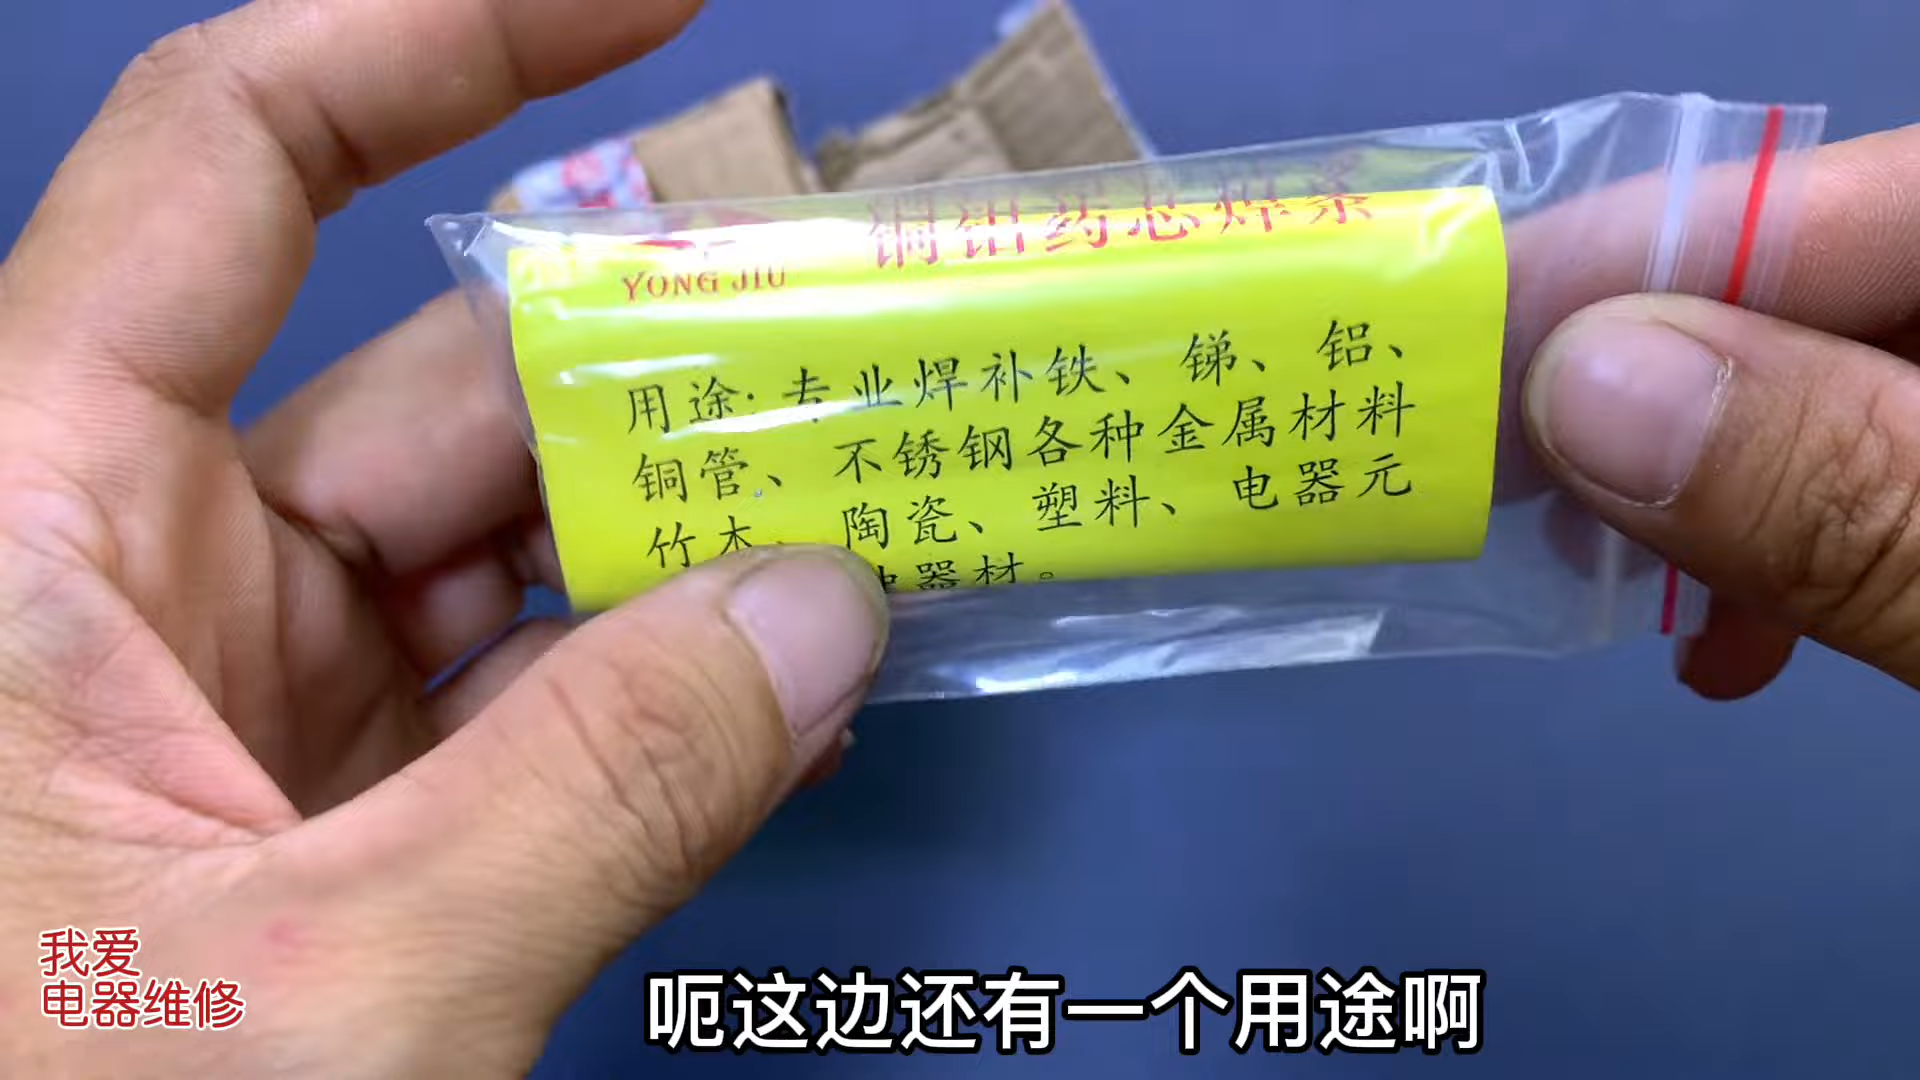 铜铝药芯焊条
YONG JIU
用途:专业焊补铁、锑、铝、
铜管、不锈钢各种金属材料
竹木、陶瓷、塑料、电器元
种器材。
我爱
电器维修
呃这边还有一个用途啊